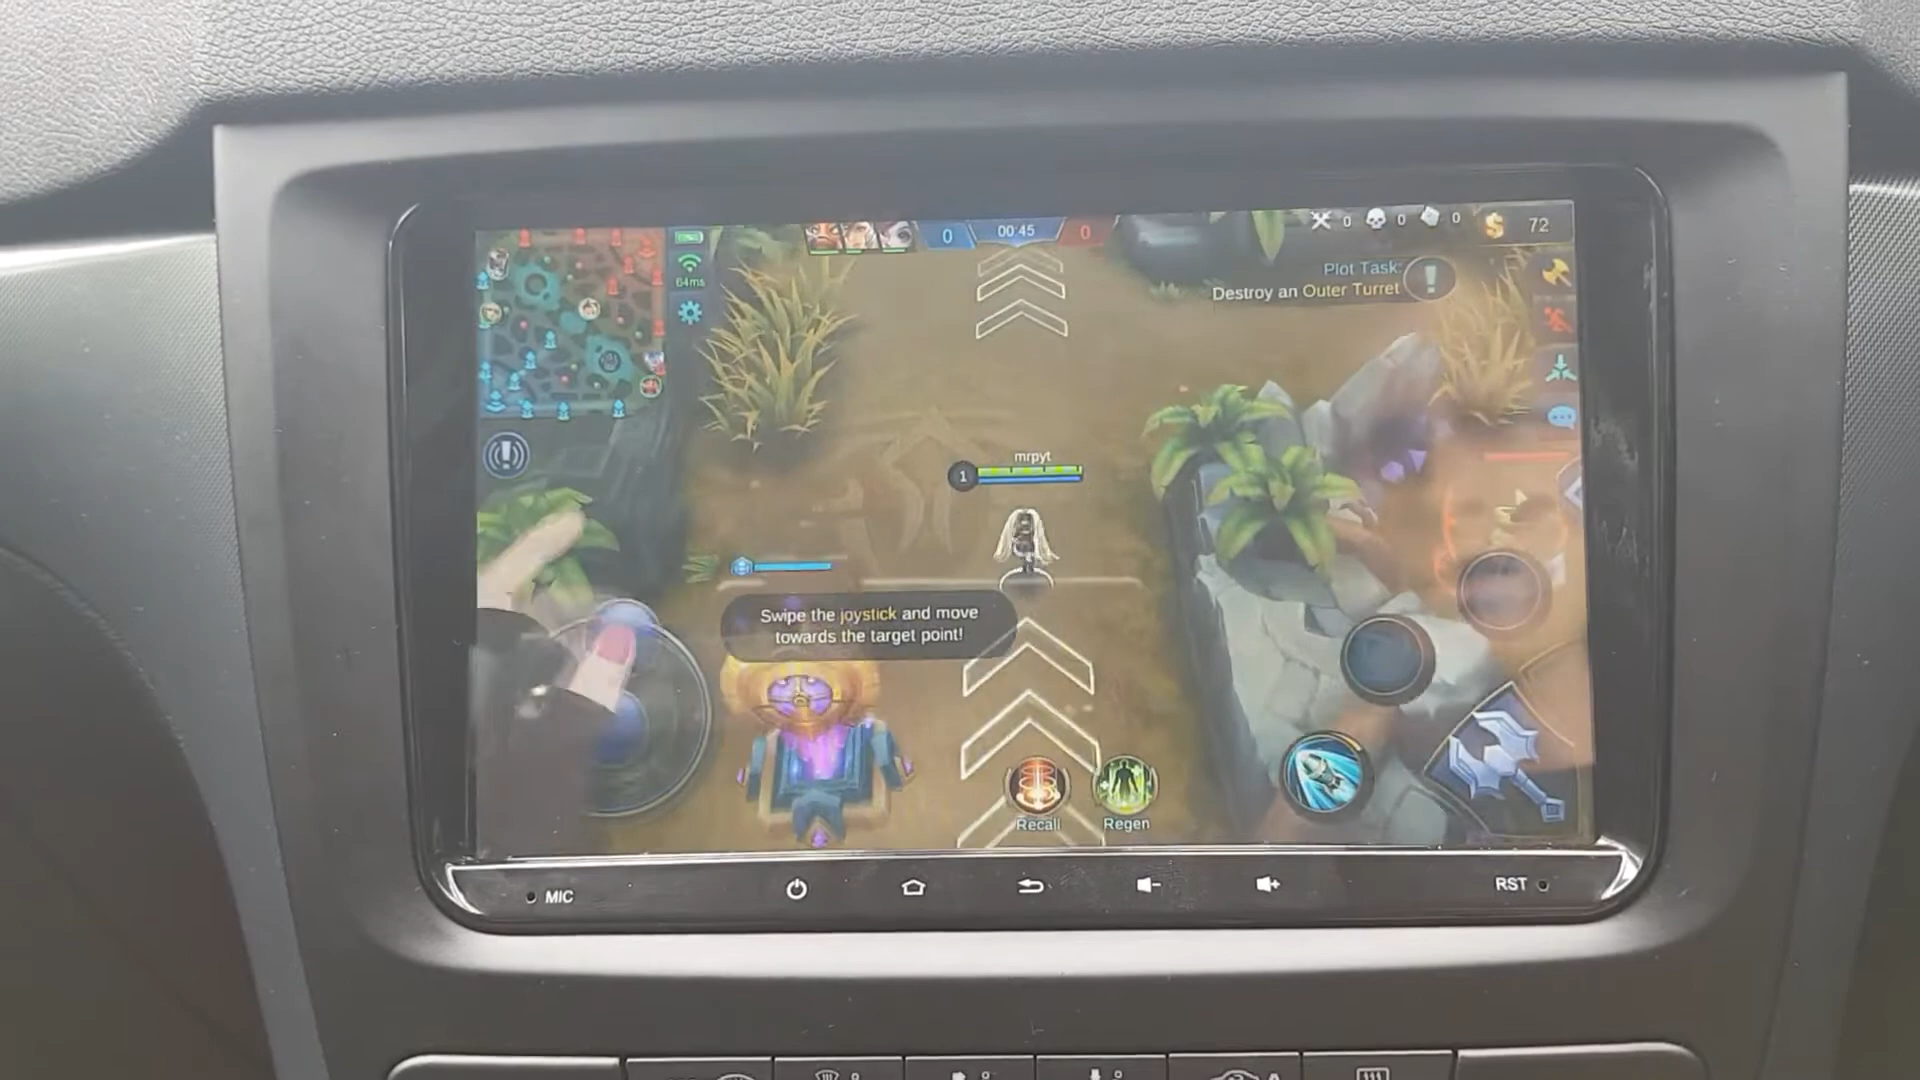 0
00:45
0
0
0
0
72
64ms
Plot Task:
Destroy an Outer Turret
mrpyt
1
Swipe the joystick and move
towards the target point!
Recall
Regen
MIC
RST